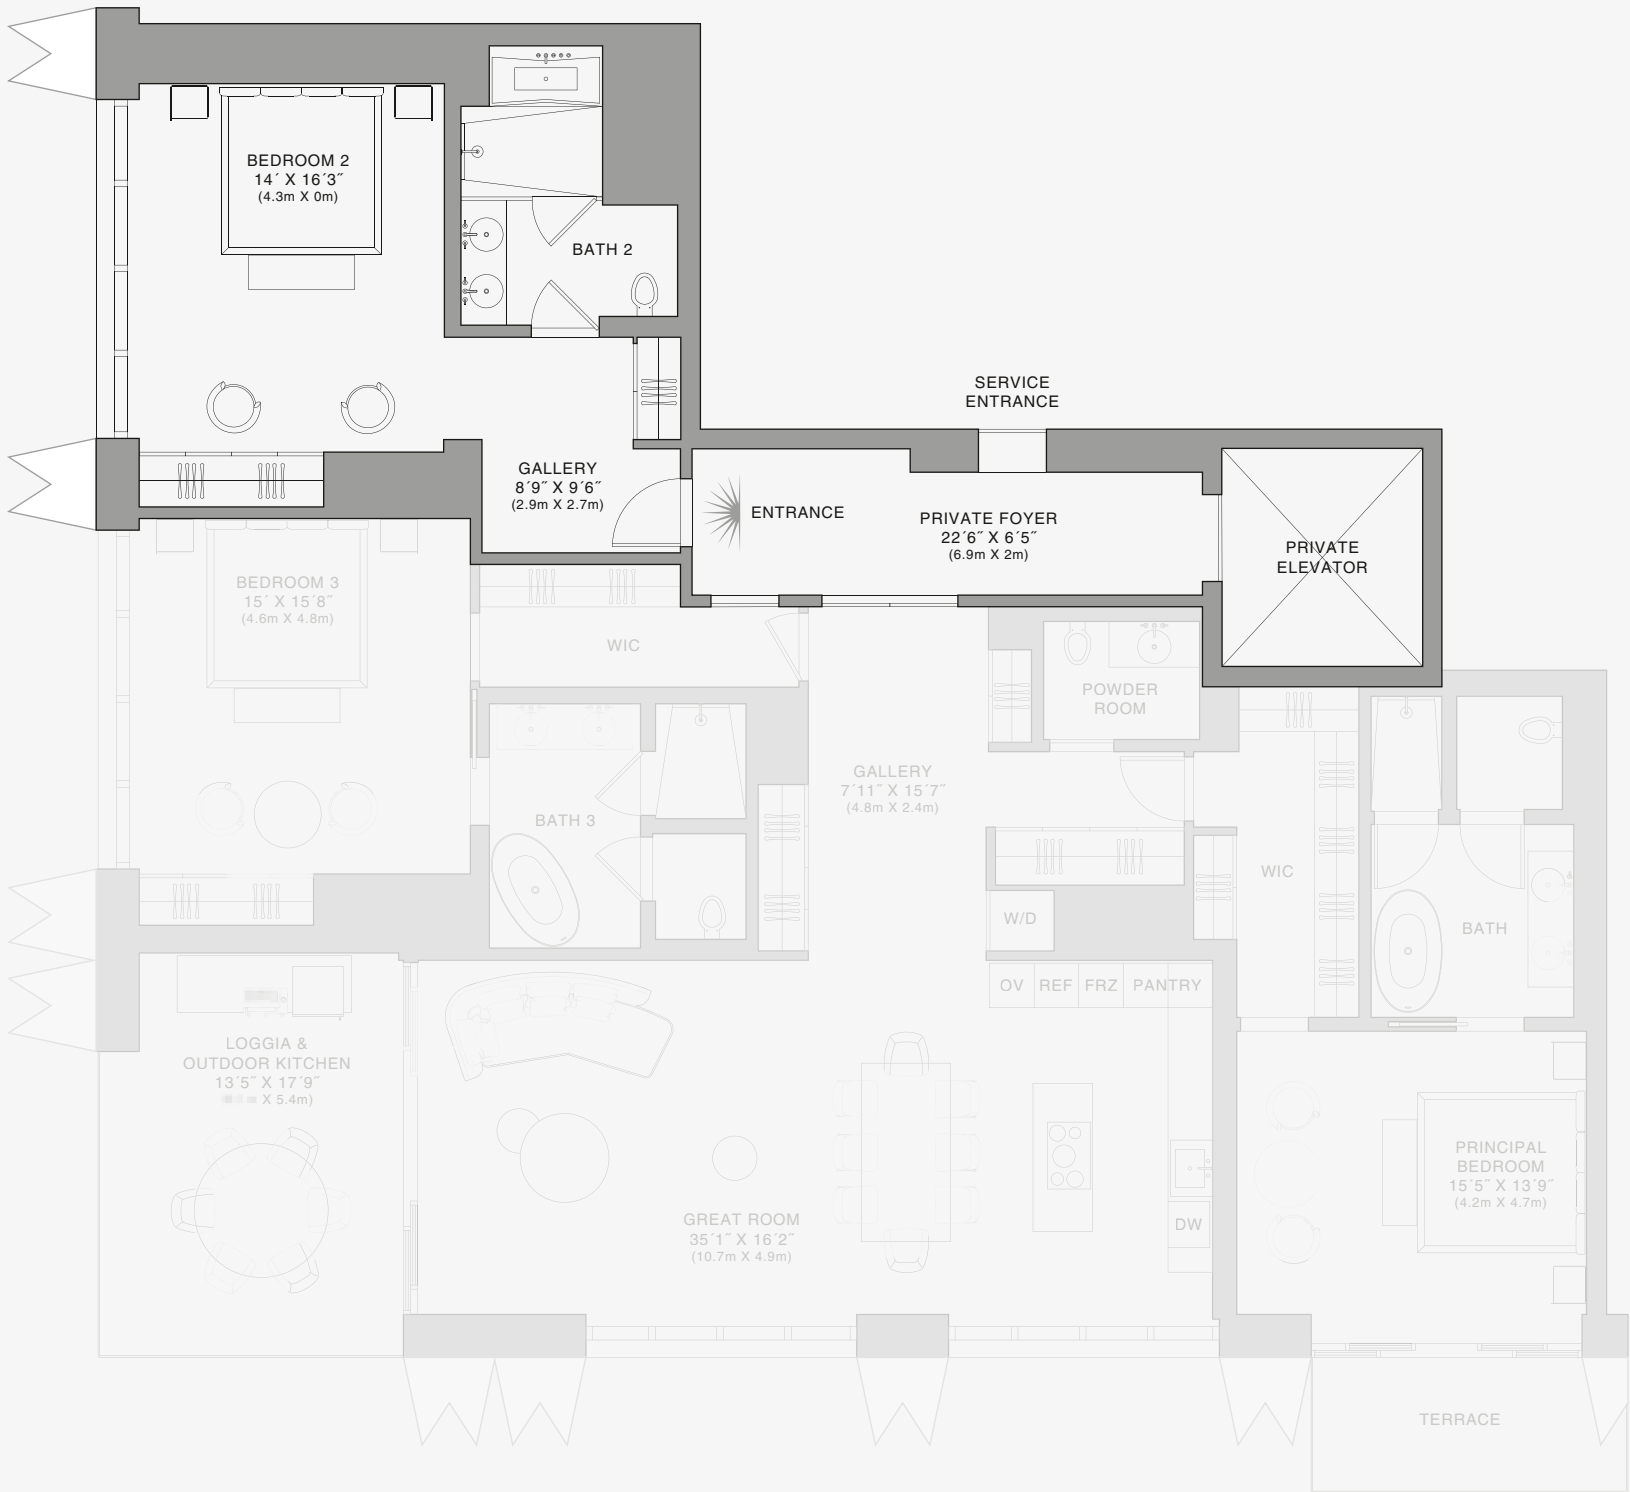 BEDROOM 2
14´ X 16´3˝
(4.3m X 0m)
BATH 2
SERVICE
ENTRANCE
GALLERY
8´9˝ X 9´6˝
(2.9m X 2.7m)
ENTRANCE
PRIVATE FOYER
22´6˝ X 6´5˝
(6.9m X 2m)
PRIVATE
ELEVATOR
BEDROOM 3
15´ X 15´8˝
(4.6m X 4.8m)
WIC
POWDER
ROOM
GALLERY
7´11˝ X 15´7˝
(4.8m X 2.4m)
BATH 3
WIC
W/D
BATH
OV
REF
FRZ
PANTRY
LOGGIA &
OUTDOOR KITCHEN
13´5˝ X 17´9˝
X 5.4m)
PRINCIPAL
BEDROOM
15´5˝ X 13´9˝
(4.2m X 4.7m)
GREAT ROOM
35´1˝ X 16´2˝
(10.7m X 4.9m)
DW
TERRACE